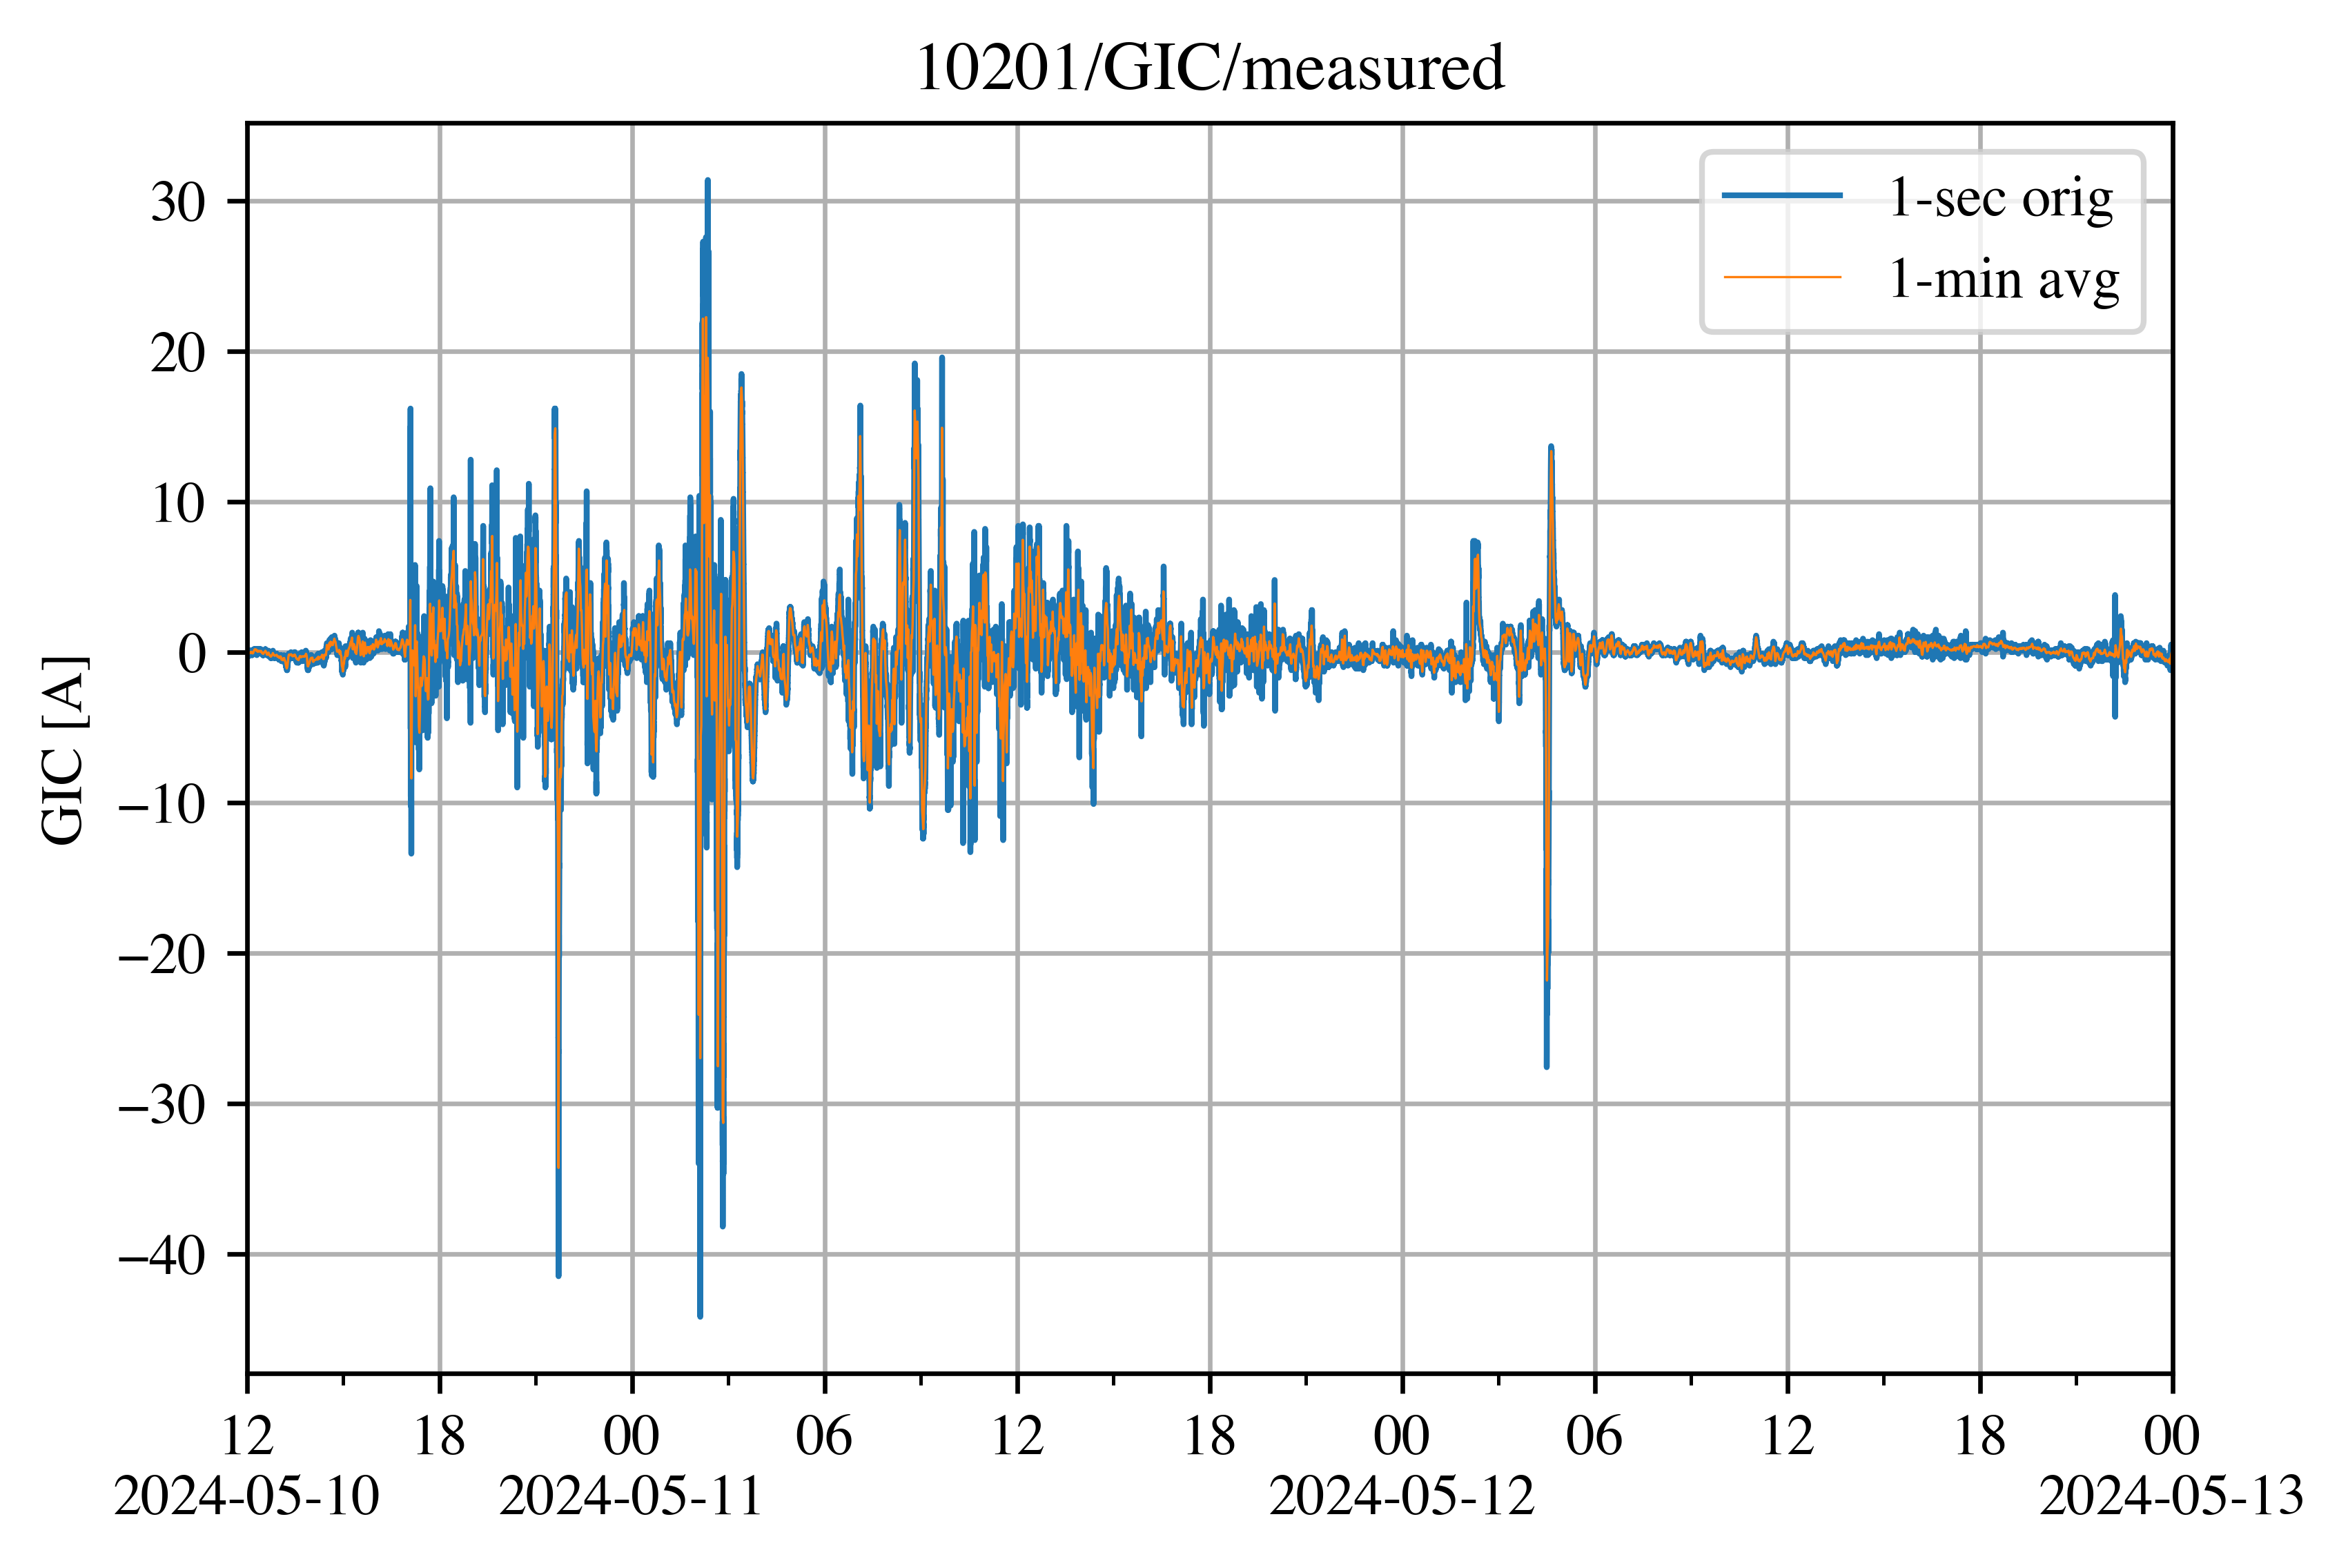 10201/GIC/measured
1-sec orig
1-min avg
GIC [A]
30
20
10
0
−10
−20
−30
−40
12 18 00 06 12 18 00 06 12 18 00
2024-05-10 2024-05-11 2024-05-12 2024-05-13